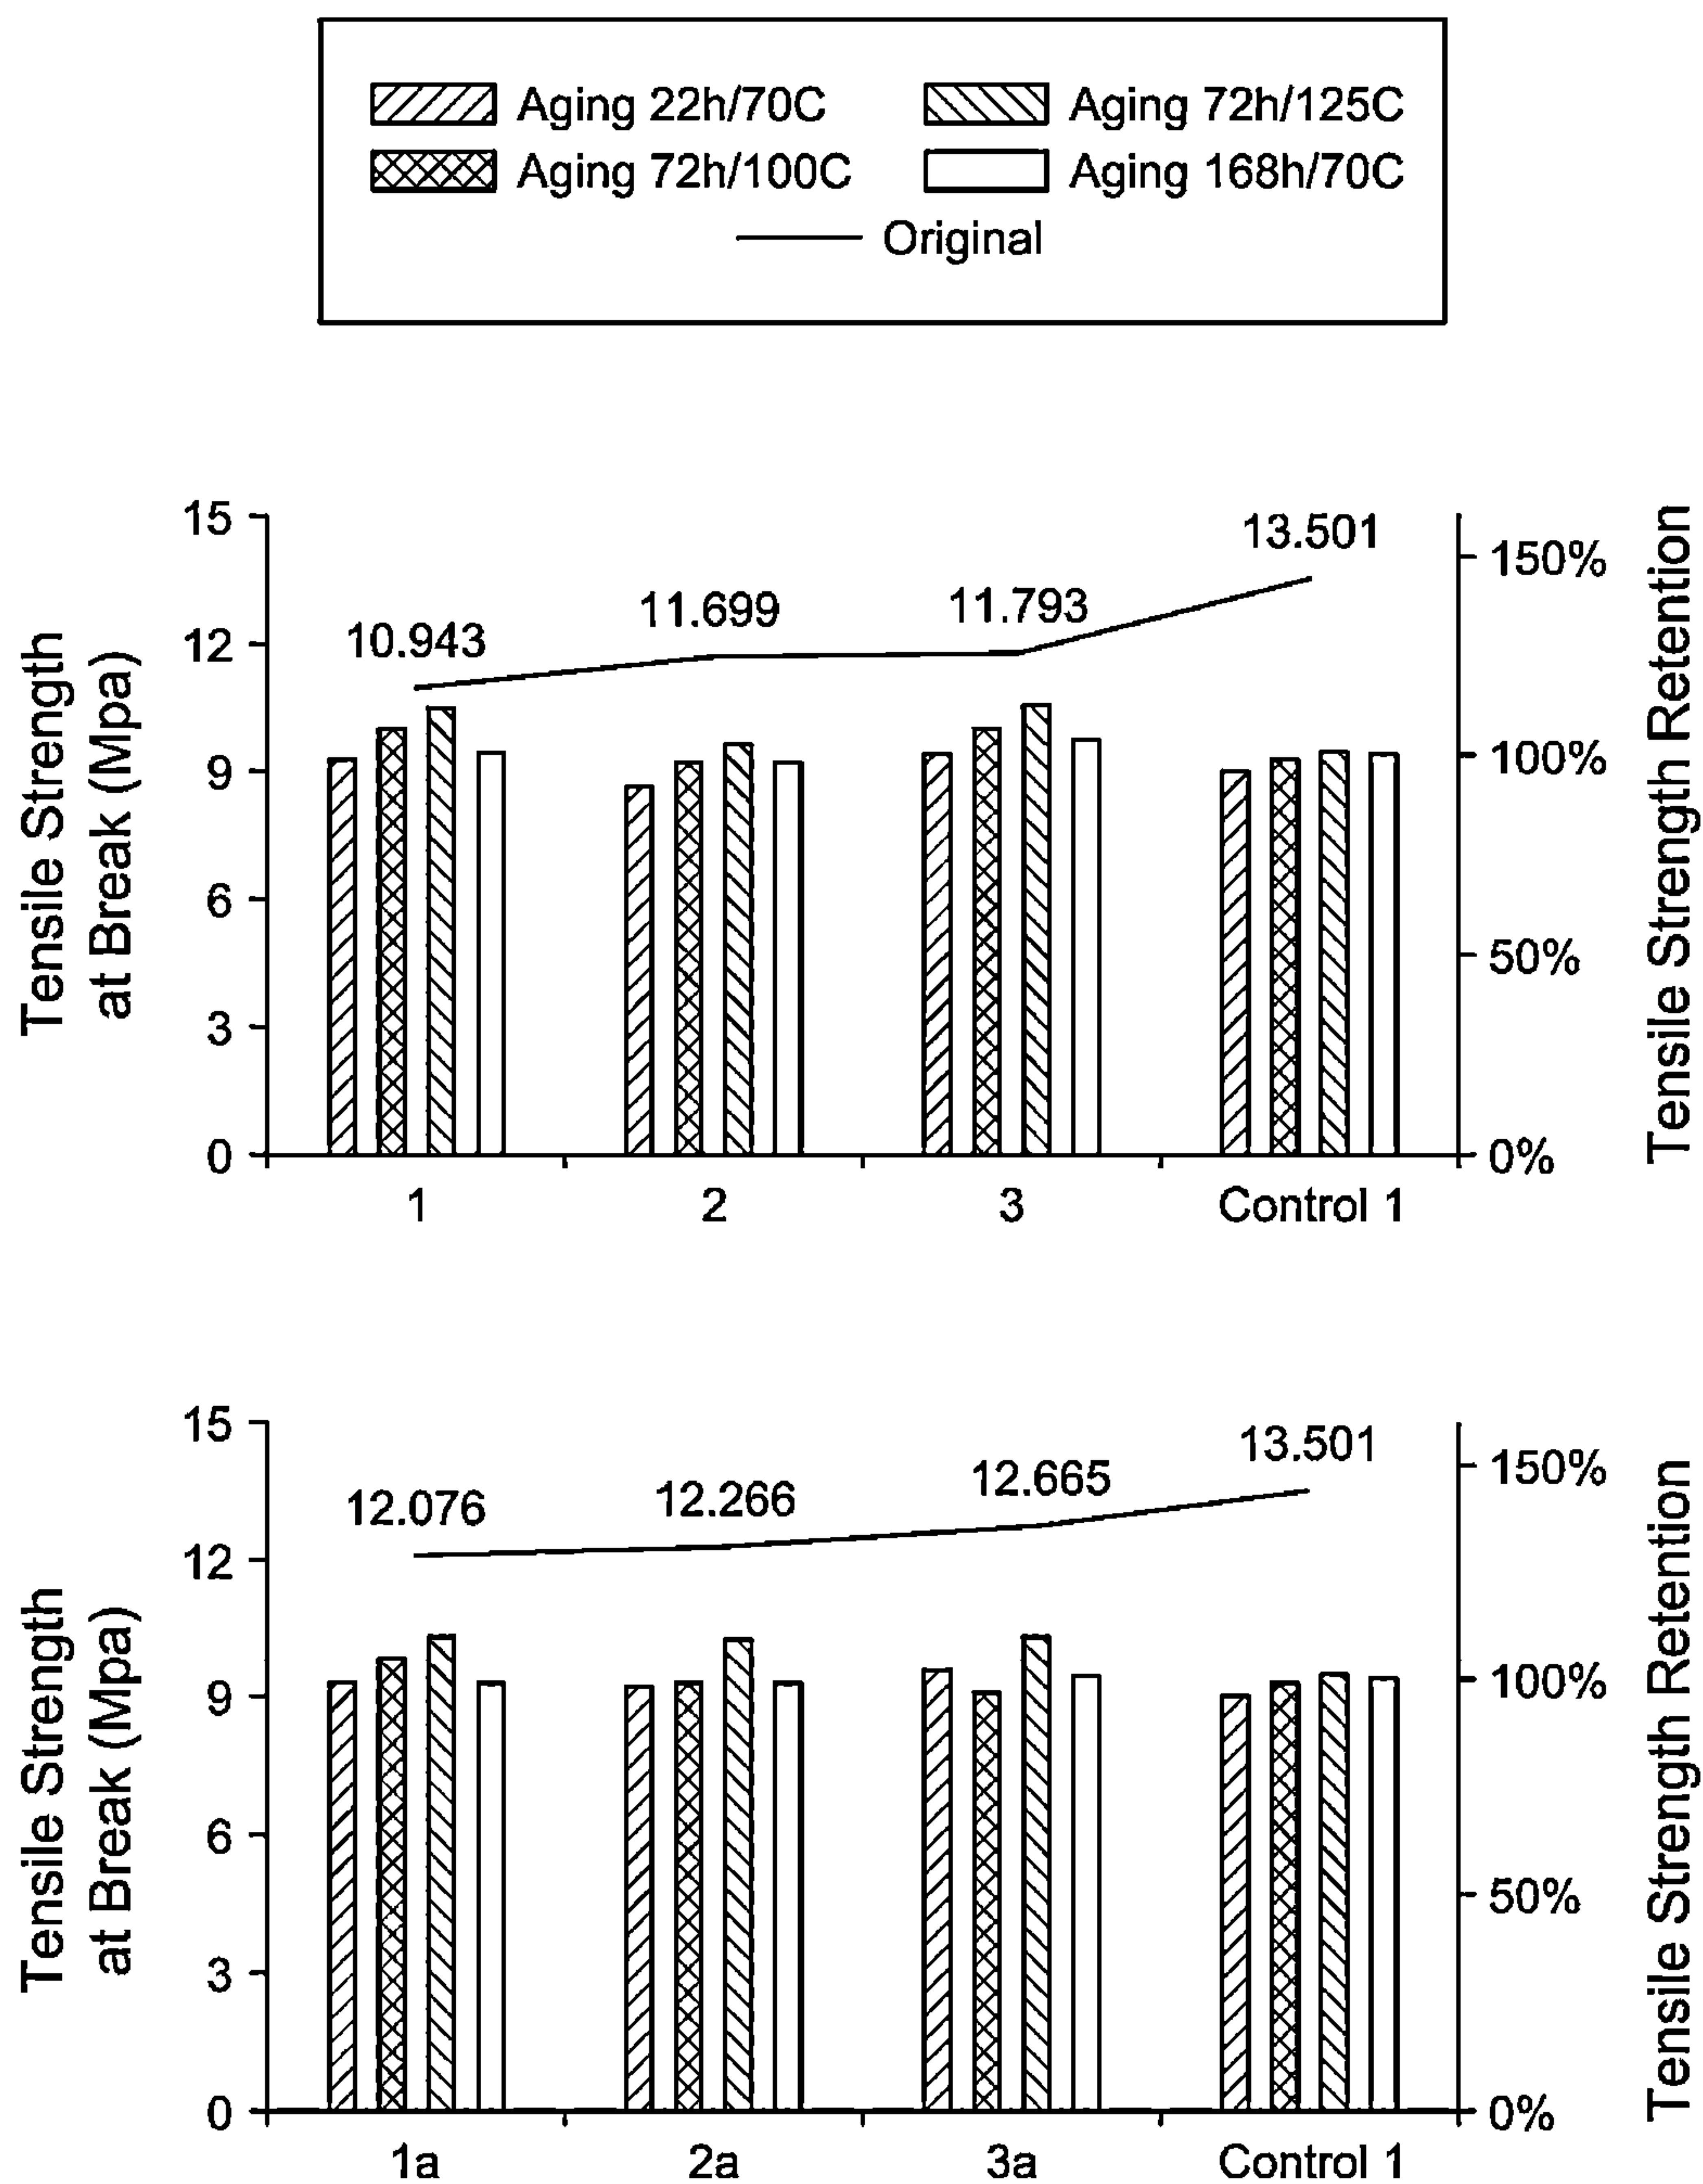 Aging 22h/70C Aging 72h/125C
Aging 72h/100C Aging 168h/70C
Original
Tensile Strength
at Break (Mpa)
15
12
9
6
3
0
10.943
11.699
11.793
13.501
150%
100%
50%
0%
Tensile Strength Retention
1 2 3 Control 1
Tensile Strength
at Break (Mpa)
15
12
9
6
3
0
12.076
12.266
12.665
13.501
150%
100%
50%
0%
Tensile Strength Retention
1a 2a 3a Control 1